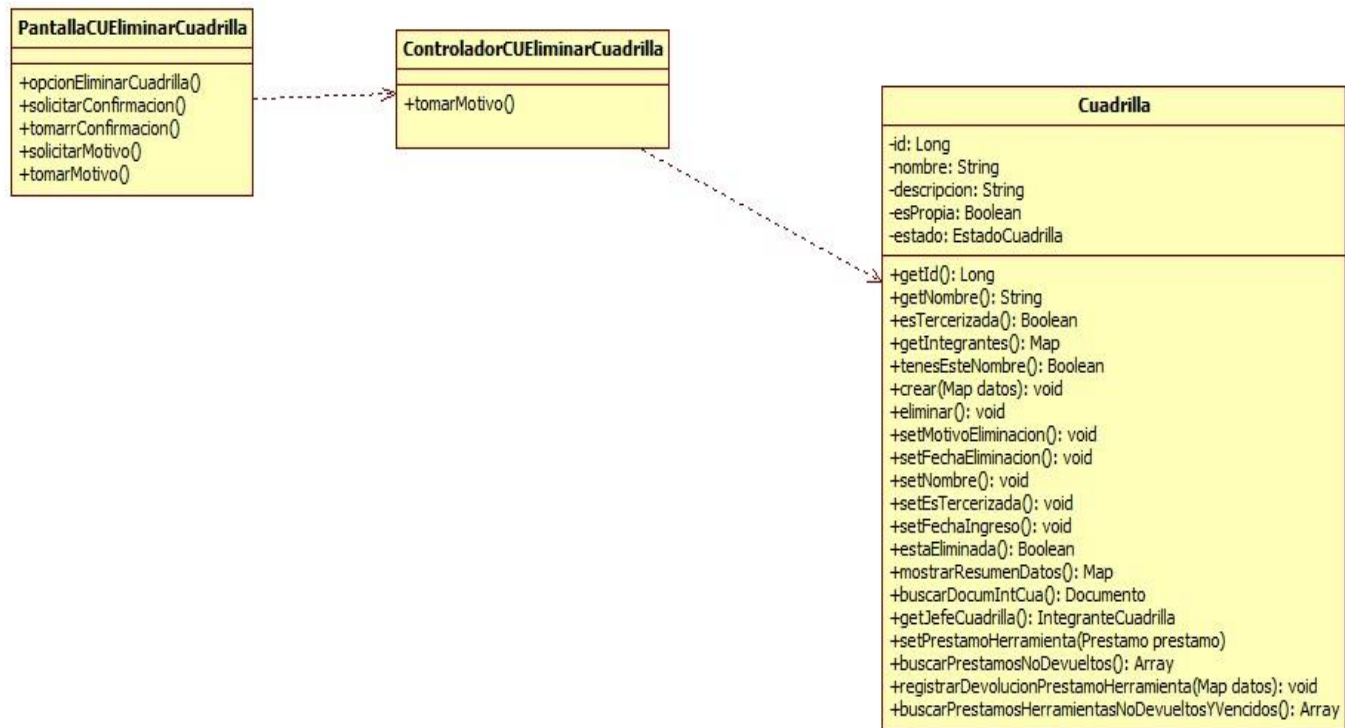 PantallaCUEliminarCuadrilla
+opcionEliminarCuadrilla()
+solicitarConfirmacion()
+tomarrConfirmacion()
+solicitarMotivo()
+tomarMotivo()
ControladorCUEliminarCuadrilla
+tomarMotivo()
Cuadrilla
-id: Long
-nombre: String
-descripcion: String
-esPropia: Boolean
-estado: EstadoCuadrilla
+getId(): Long
+getNombre(): String
+esTercerizada(): Boolean
+getIntegrantes(): Map
+tenesEsteNombre(): Boolean
+crear(Map datos): void
+eliminar(): void
+setMotivoEliminacion(): void
+setFechaEliminacion(): void
+setNombre(): void
+setEsTercerizada(): void
+setFechaIngreso(): void
+estaEliminada(): Boolean
+mostrarResumenDatos(): Map
+buscarDocumIntCua(): Documento
+getJefeCuadrilla(): IntegranteCuadrilla
+setPrestamoHerramienta(Prestamo prestamo)
+buscarPrestamosNoDevueltos(): Array
+registrarDevolucionPrestamoHerramienta(Map datos): void
+buscarPrestamosHerramientasNoDevueltosYVencidos(): Array